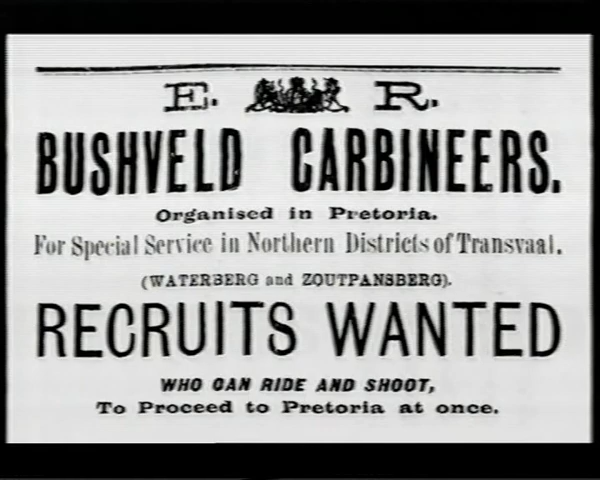 E. R.
BUSHVELD CARBINEERS.
Organised in Pretoria.
For Special Service in Northern Districts of Transvaal.
(WATERBERG and ZOUTPANSBERG).
RECRUITS WANTED
WHO CAN RIDE AND SHOOT,
To Proceed to Pretoria at once.